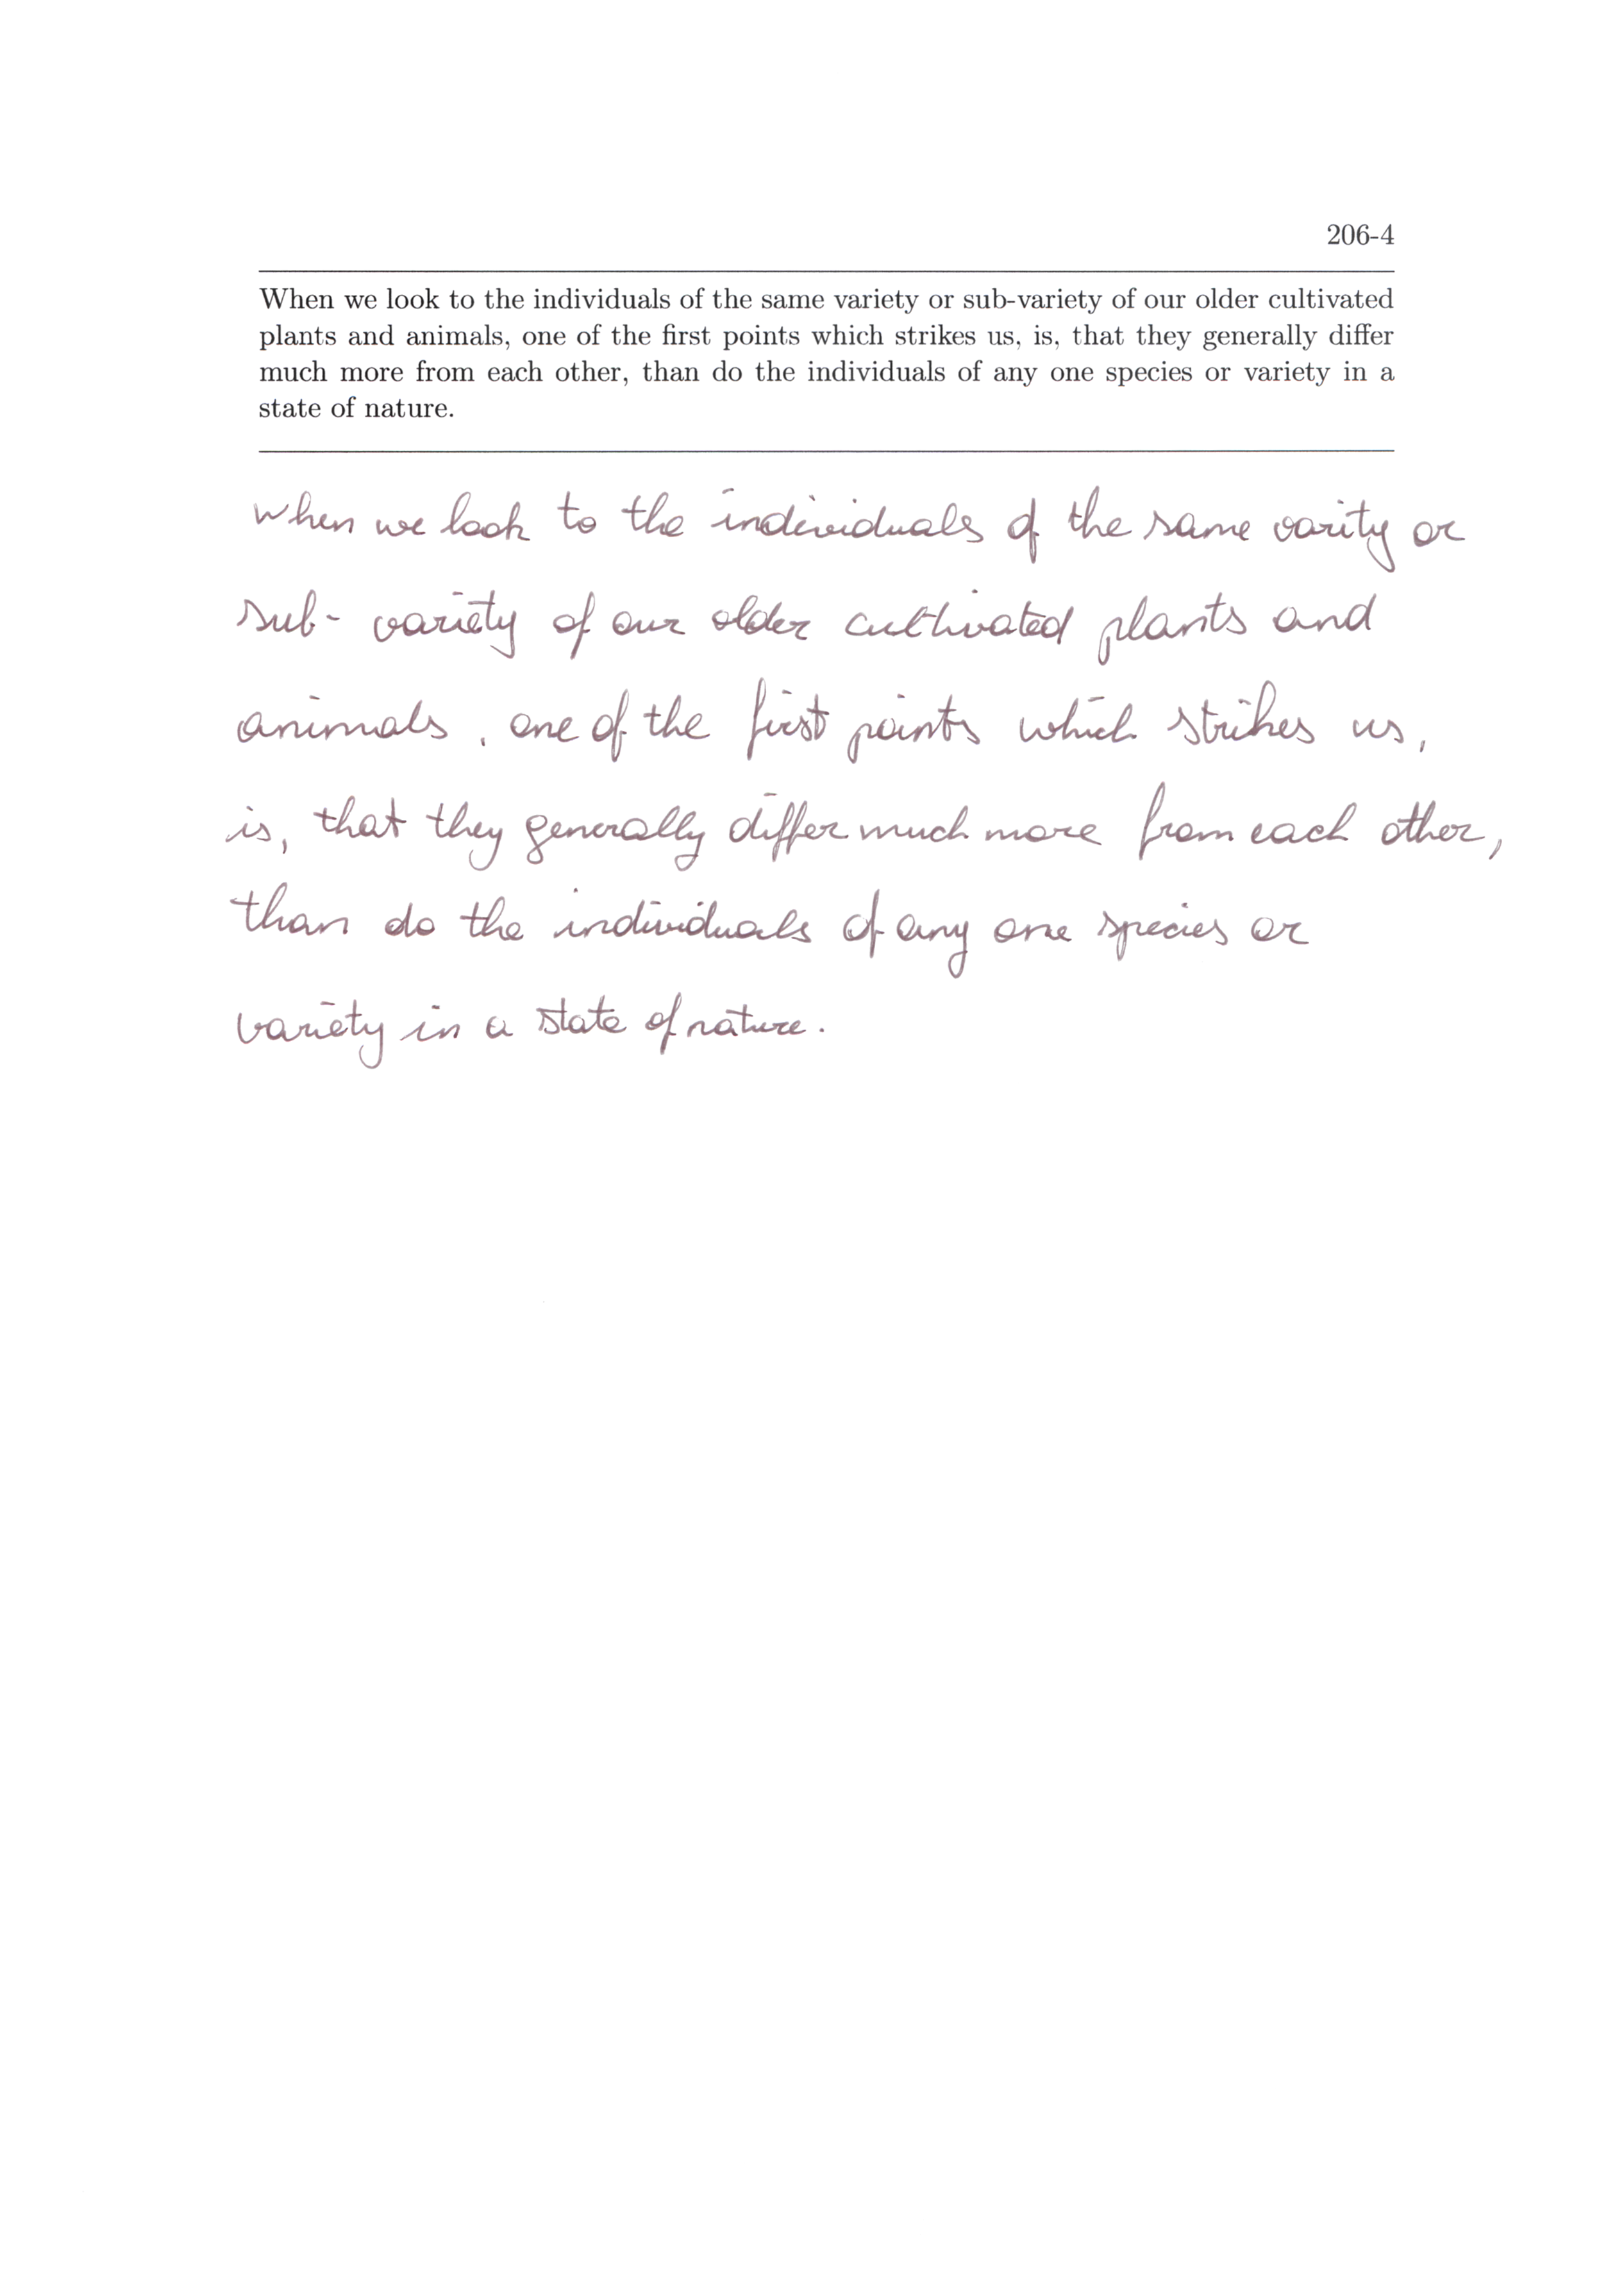 206-4
When we look to the individuals of the same variety or sub-variety of our older cultivated
plants and animals, one of the first points which strikes us, is, that they generally differ
much more from each other, than do the individuals of any one species or variety in a
state of nature.
When we look to the individuals of the same varity or
sub- variety of our older cultivated plants and
animals, one of the first points which strikes us,
is, that they generally differ much more from each other,
than do the individuals of any one species or
variety in a state of nature.